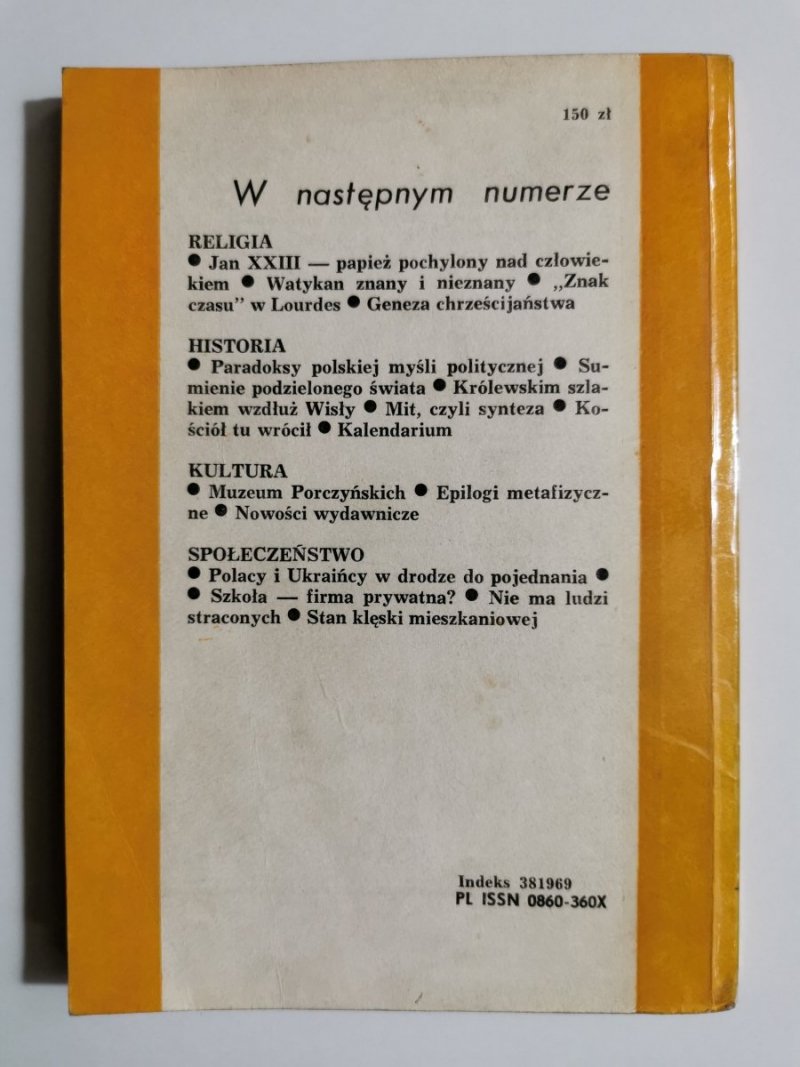 150 zł
W następnym numerze
RELIGIA
● Jan XXIII — papież pochylony nad człowie-
kiem ● Watykan znany i nieznany ● „Znak
czasu” w Lourdes ● Geneza chrześcijaństwa
HISTORIA
● Paradoksy polskiej myśli politycznej ● Su-
mienie podzielonego świata ● Królewskim szla-
kiem wzdłuż Wisły ● Mit, czyli synteza ● Ko-
ściół tu wrócił ● Kalendarium
KULTURA
● Muzeum Porczyńskich ● Epilogi metafizycz-
ne ● Nowości wydawnicze
SPOŁECZEŃSTWO
● Polacy i Ukraińcy w drodze do pojednania ●
● Szkoła — firma prywatna? ● Nie ma ludzi
straconych ● Stan klęski mieszkaniowej
Indeks 381969
PL ISSN 0860-360X